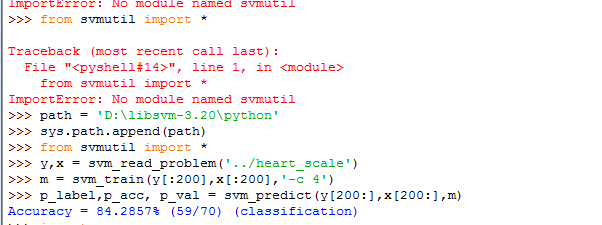 ImportError: No module named svmutil
>>> from svmutil import *
Traceback (most recent call last):
  File "<pyshell#14>", line 1, in <module>
    from svmutil import *
ImportError: No module named svmutil
>>> path = 'D:\libsvm-3.20\python'
>>> sys.path.append(path)
>>> from svmutil import *
>>> y,x = svm_read_problem('../heart_scale')
>>> m = svm_train(y[:200],x[:200],'-c 4')
>>> p_label,p_acc, p_val = svm_predict(y[200:],x[200:],m)
Accuracy = 84.2857% (59/70) (classification)